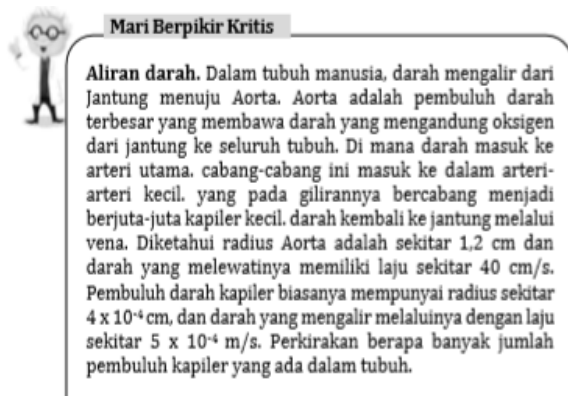 Mari Berpikir Kritis
Aliran darah. Dalam tubuh manusia, darah mengalir dari
Jantung menuju Aorta. Aorta adalah pembuluh darah
terbesar yang membawa darah yang mengandung oksigen
dari jantung ke seluruh tubuh. Di mana darah masuk ke
arteri utama. cabang-cabang ini masuk ke dalam arteri-
arteri kecil. yang pada gilirannya bercabang menjadi
berjuta-juta kapiler kecil. darah kembali ke jantung melalui
vena. Diketahui radius Aorta adalah sekitar 1,2 cm dan
darah yang melewatinya memiliki laju sekitar 40 cm/s.
Pembuluh darah kapiler biasanya mempunyai radius sekitar
4 x 10⁻⁴ cm, dan darah yang mengalir melaluinya dengan laju
sekitar 5 x 10⁻⁴ m/s. Perkirakan berapa banyak jumlah
pembuluh kapiler yang ada dalam tubuh.